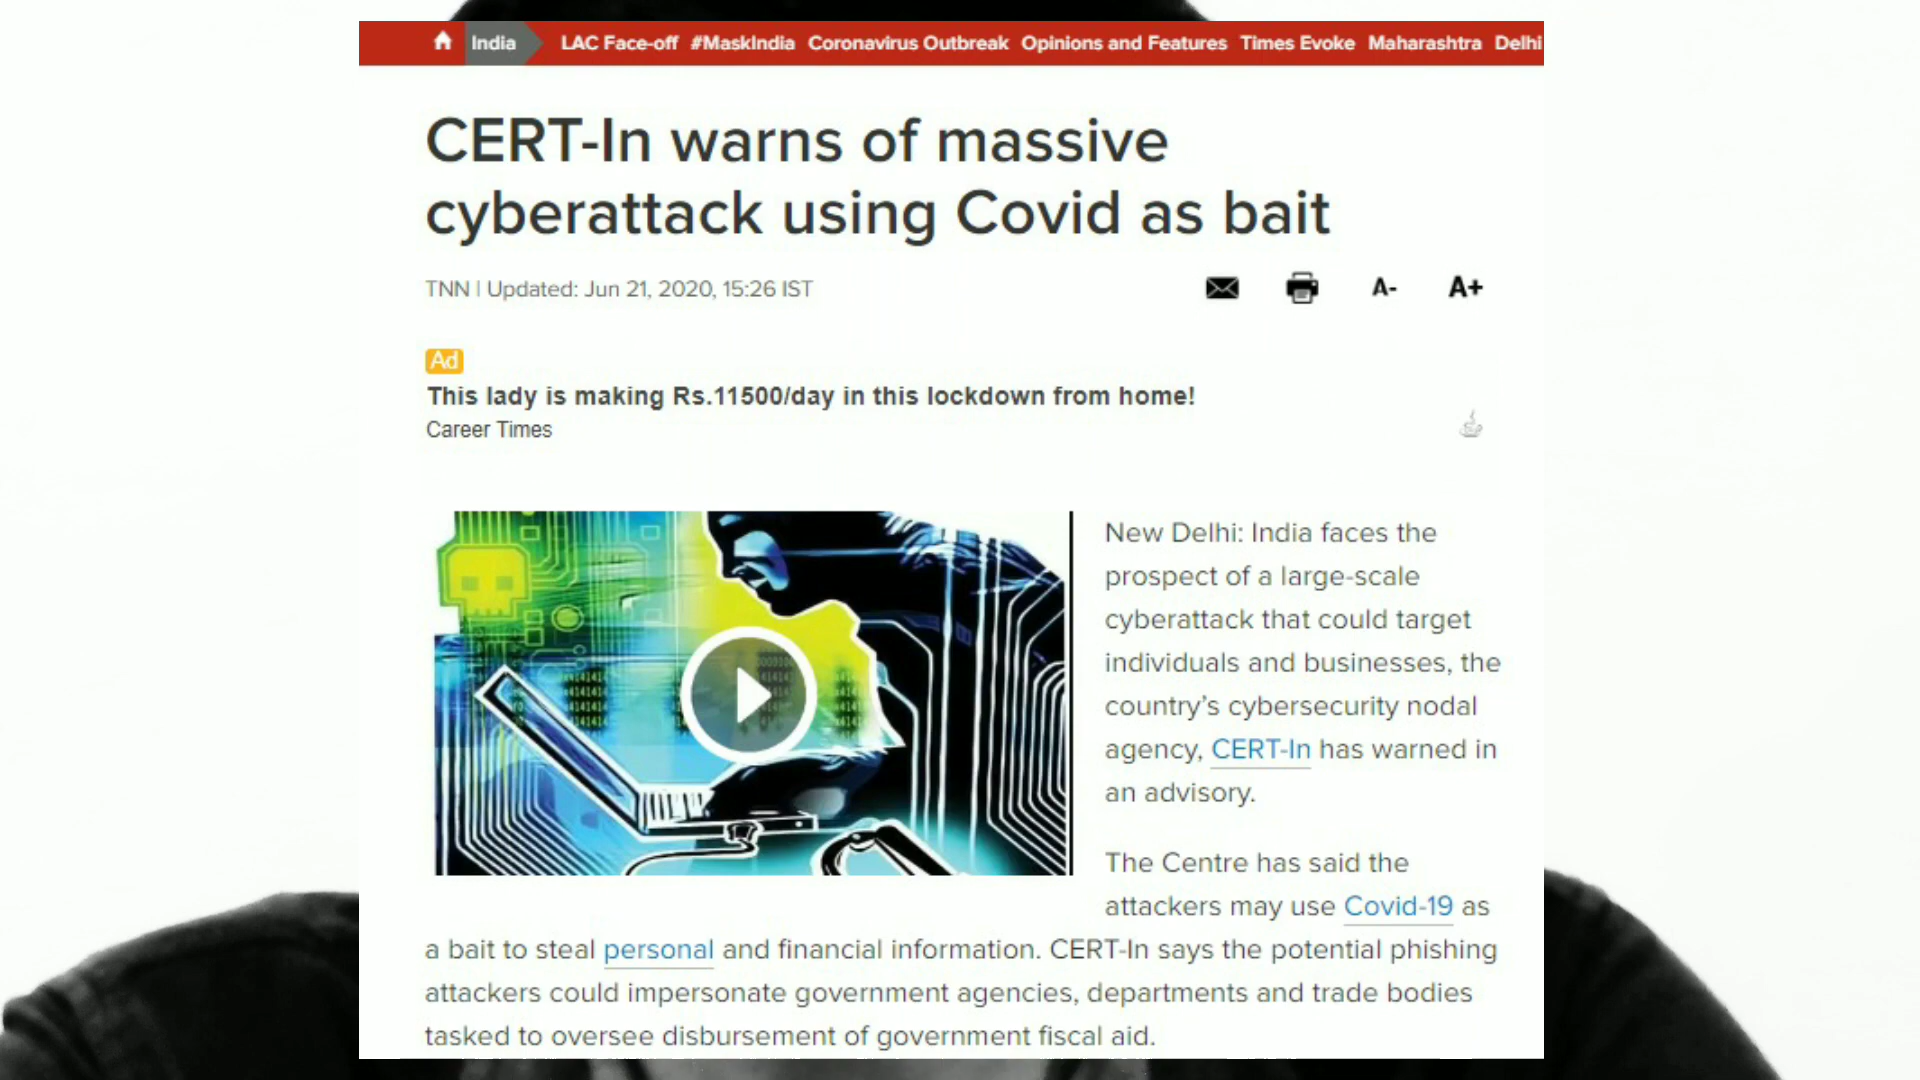 India LAC Face-off #MaskIndia Coronavirus Outbreak Opinions and Features Times Evoke Maharashtra Delhi
CERT-In warns of massive
cyberattack using Covid as bait
TNN | Updated: Jun 21, 2020, 15:26 IST
A- A+
Ad
This lady is making Rs.11500/day in this lockdown from home!
Career Times
New Delhi: India faces the
prospect of a large-scale
cyberattack that could target
individuals and businesses, the
country's cybersecurity nodal
agency, CERT-In has warned in
an advisory.
The Centre has said the
attackers may use Covid-19 as
a bait to steal personal and financial information. CERT-In says the potential phishing
attackers could impersonate government agencies, departments and trade bodies
tasked to oversee disbursement of government fiscal aid.